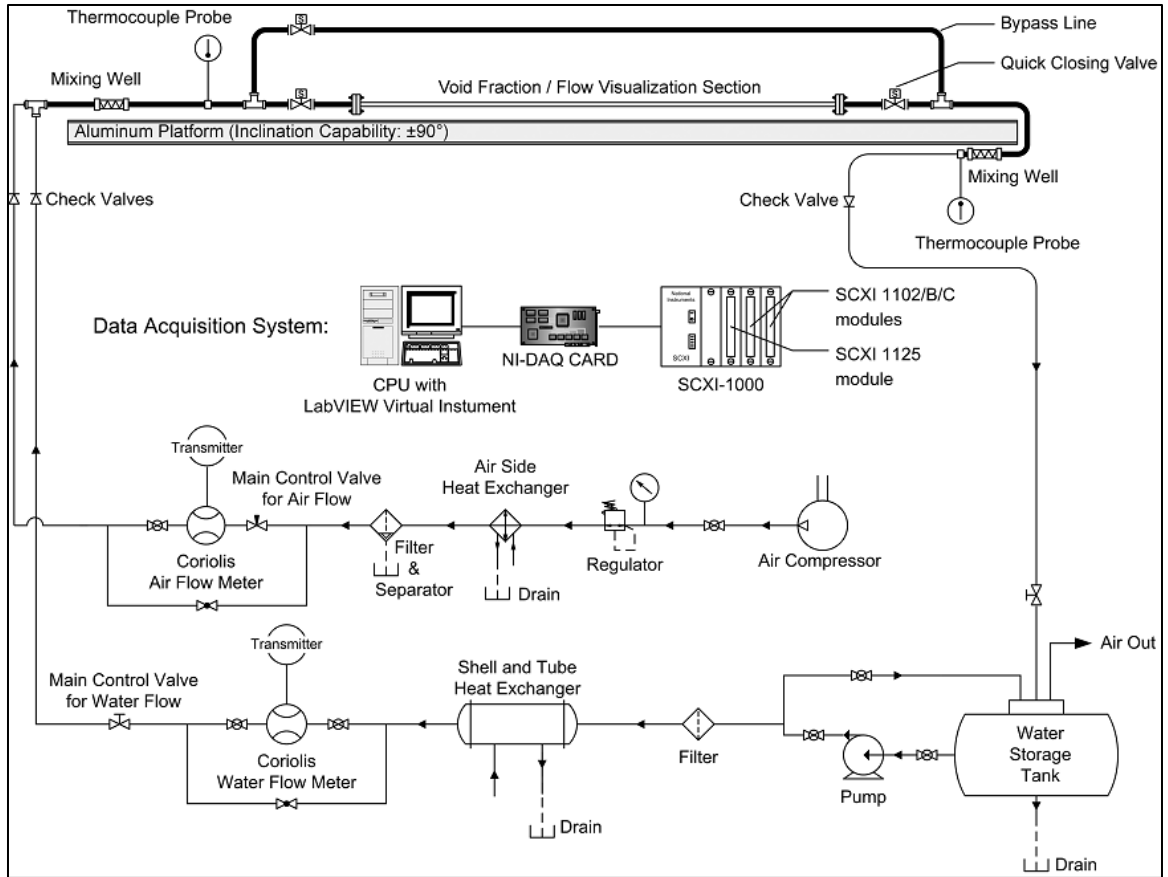 Thermocouple Probe
Bypass Line
Mixing Well
S
S
S
Quick Closing Valve
Void Fraction / Flow Visualization Section
Aluminum Platform (Inclination Capability: ±90°)
Mixing Well
Check Valves
Check Valve
Thermocouple Probe
Data Acquisition System:
National
Instruments
SCXI
SCXI 1102/B/C
modules
SCXI 1125
module
NI-DAQ CARD
SCXI-1000
CPU with
LabVIEW Virtual Instument
Transmitter
Main Control Valve
for Air Flow
Air Side
Heat Exchanger
Coriolis
Air Flow Meter
Filter
&
Separator
Drain
Regulator
Air Compressor
Transmitter
Main Control Valve
for Water Flow
Shell and Tube
Heat Exchanger
Air Out
Coriolis
Water Flow Meter
Filter
Pump
Water
Storage
Tank
Drain
Drain